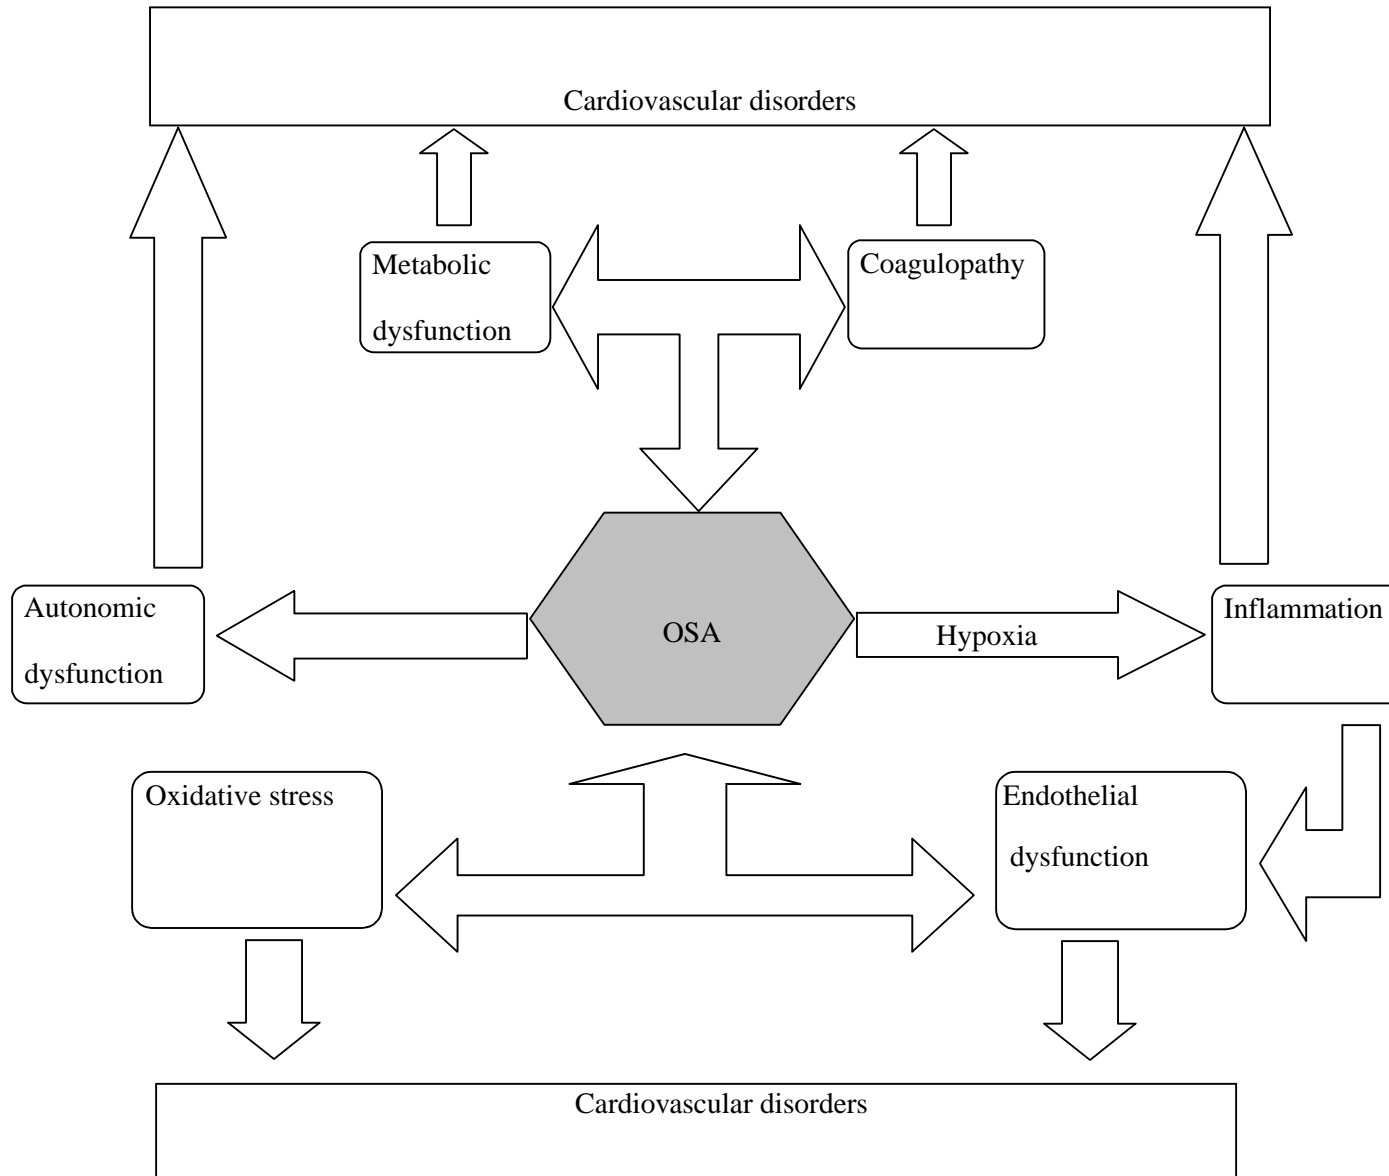 Cardiovascular disorders
Metabolic
dysfunction
Coagulopathy
Autonomic
dysfunction
OSA
Hypoxia
Inflammation
Oxidative stress
Endothelial
dysfunction
Cardiovascular disorders